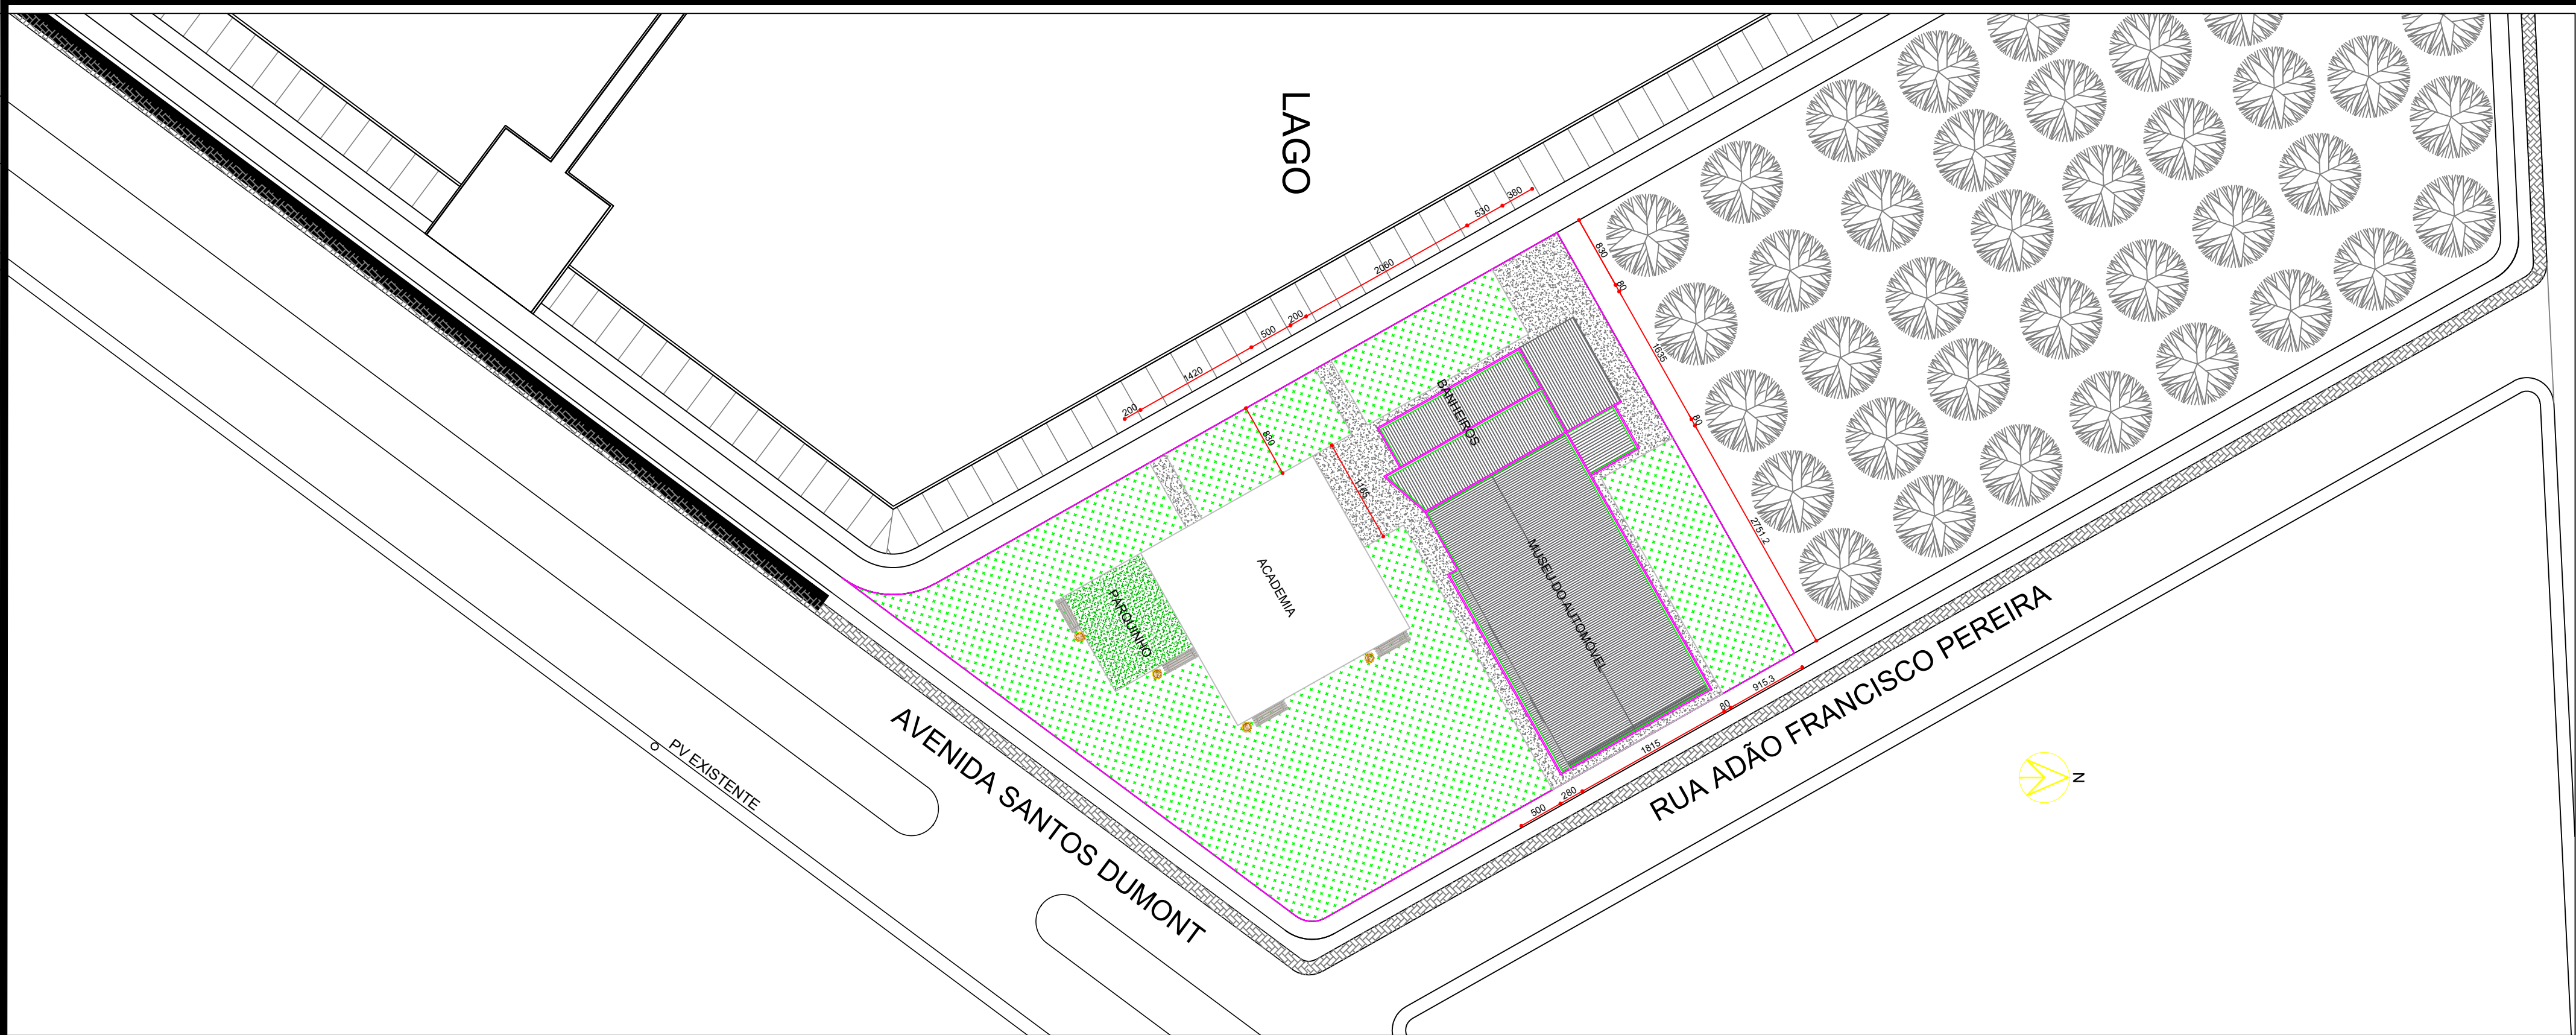 LAGO
380
530
2060
200
500
1420
200
830
80
1635
80
2751.2
830
1165
BANHEIROS
MUSEU DO AUTOMÓVEL
ACADEMIA
PARQUINHO
915.3
80
1815
280
500
RUA ADÃO FRANCISCO PEREIRA
AVENIDA SANTOS DUMONT
PV EXISTENTE
N